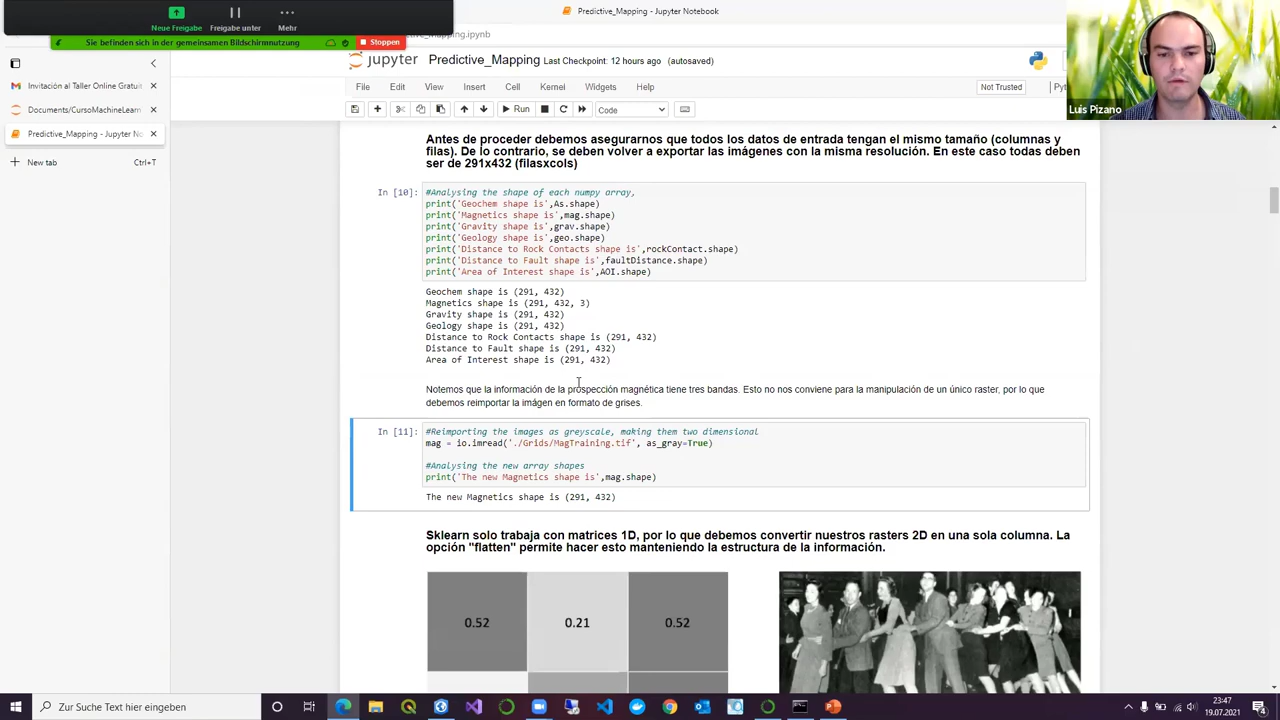 Neue Freigabe
Freigabe unter
Mehr
Sie befinden sich in der gemeinsamen Bildschirmnutzung
Stoppen
Predictive_Mapping - Jupyter Notebook
Invitación al Taller Online Gratuit
Documents/CursoMachineLearn
Predictive_Mapping - Jupyter No
New tab
Ctrl+T
jupyter Predictive_Mapping Last Checkpoint: 12 hours ago (autosaved)
File
Edit
View
Insert
Cell
Kernel
Widgets
Help
Not Trusted
Run
Code
Luis Pizano
Antes de proceder debemos asegurarnos que todos los datos de entrada tengan el mismo tamaño (columnas y
filas). De lo contrario, se deben volver a exportar las imágenes con la misma resolución. En este caso todas deben
ser de 291x432 (filasxcols)
In [10]:
#Analysing the shape of each numpy array,
print('Geochem shape is',As.shape)
print('Magnetics shape is',mag.shape)
print('Gravity shape is',grav.shape)
print('Geology shape is',geo.shape)
print('Distance to Rock Contacts shape is',rockContact.shape)
print('Distance to Fault shape is',faultDistance.shape)
print('Area of Interest shape is',AOI.shape)
Geochem shape is (291, 432)
Magnetics shape is (291, 432, 3)
Gravity shape is (291, 432)
Geology shape is (291, 432)
Distance to Rock Contacts shape is (291, 432)
Distance to Fault shape is (291, 432)
Area of Interest shape is (291, 432)
Notemos que la información de la prospección magnética tiene tres bandas. Esto no nos conviene para la manipulación de un único raster, por lo que
debemos reimportar la imágen en formato de grises.
In [11]:
#Reimporting the images as greyscale, making them two dimensional
mag = io.imread('./Grids/MagTraining.tif', as_gray=True)
#Analysing the new array shapes
print('The new Magnetics shape is',mag.shape)
The new Magnetics shape is (291, 432)
Sklearn solo trabaja con matrices 1D, por lo que debemos convertir nuestros rasters 2D en una sola columna. La
opción "flatten" permite hacer esto manteniendo la estructura de la información.
0.52
0.21
0.52
Zur Suche Text hier eingeben
23:47
19.07.2021